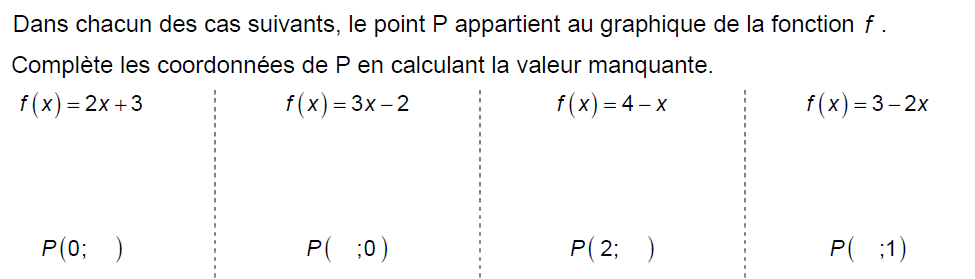 Dans chacun des cas suivants, le point P appartient au graphique de la fonction f .
Complète les coordonnées de P en calculant la valeur manquante.
f(x) = 2x + 3
f(x) = 3x – 2
f(x) = 4 – x
f(x) = 3 – 2x
P(0; )
P( ;0)
P( 2; )
P( ;1)